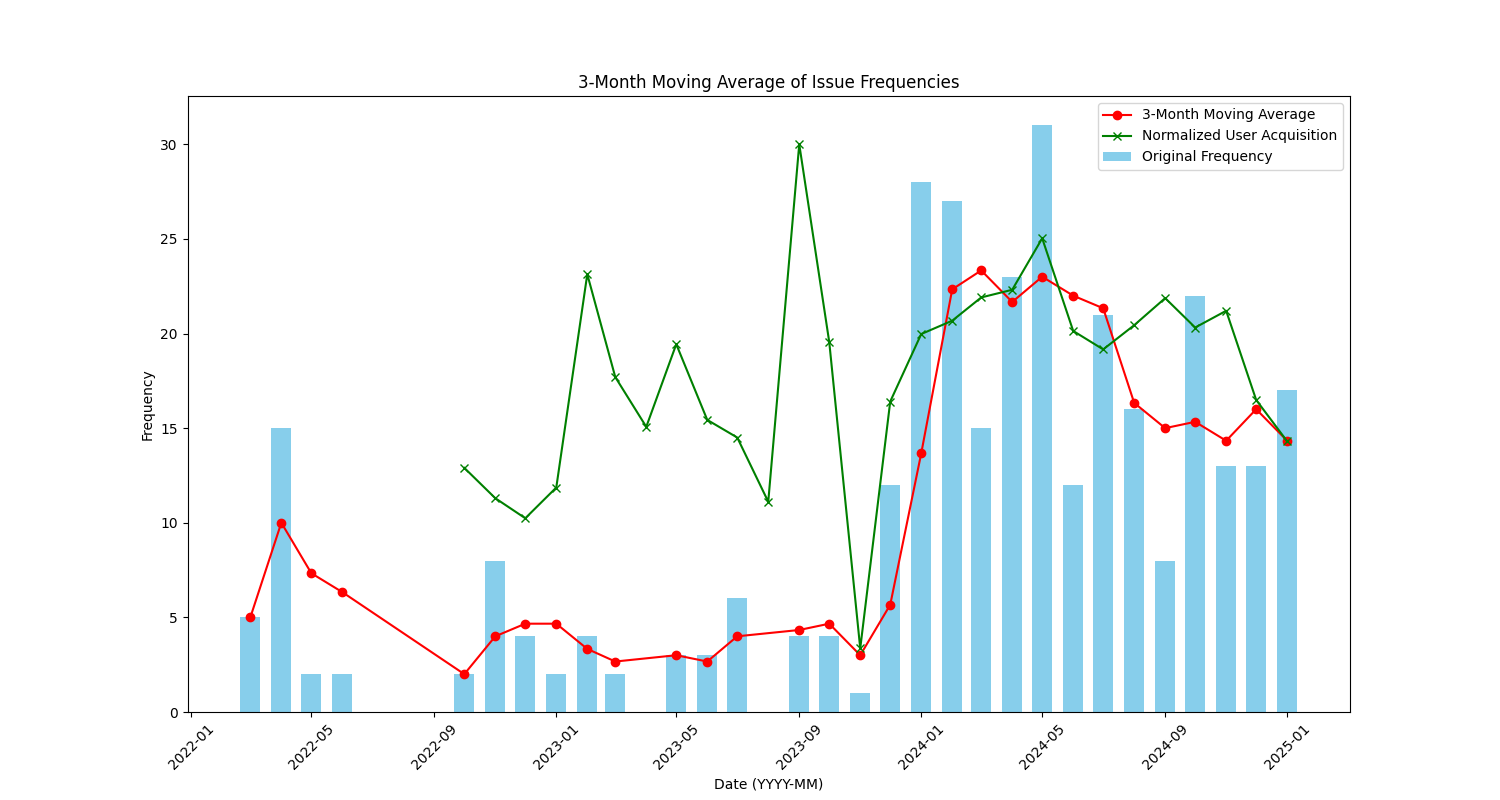 3-Month Moving Average of Issue Frequencies
3-Month Moving Average
Normalized User Acquisition
Original Frequency
Frequency
30
25
20
15
10
5
0
2022-01
2022-05
2022-09
2023-01
2023-05
2023-09
2024-01
2024-05
2024-09
2025-01
Date (YYYY-MM)